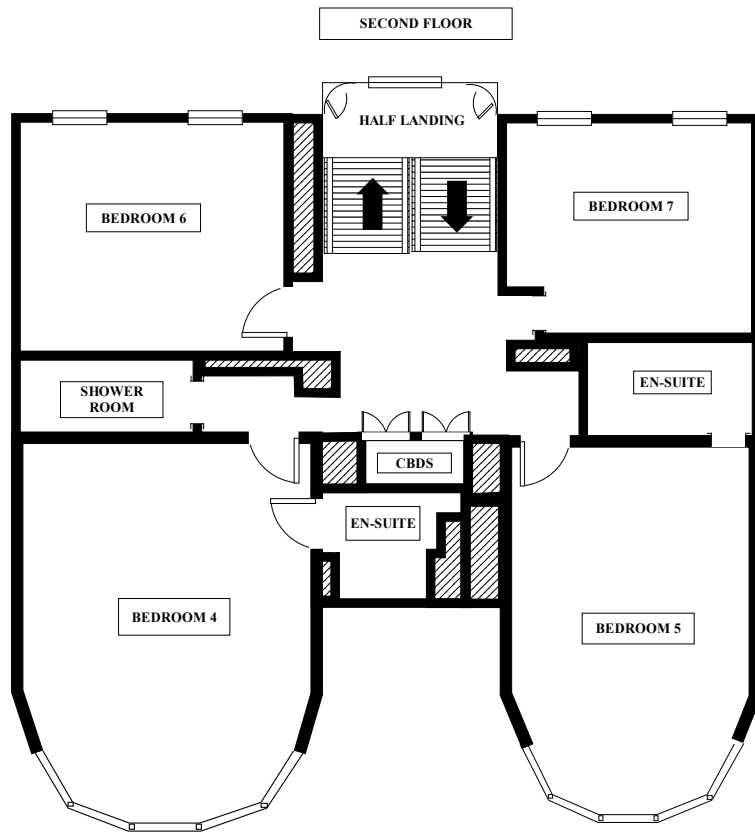 SECOND FLOOR
HALF LANDING
BEDROOM 6
BEDROOM 7
SHOWER
ROOM
EN-SUITE
CBDS
EN-SUITE
BEDROOM 4
BEDROOM 5